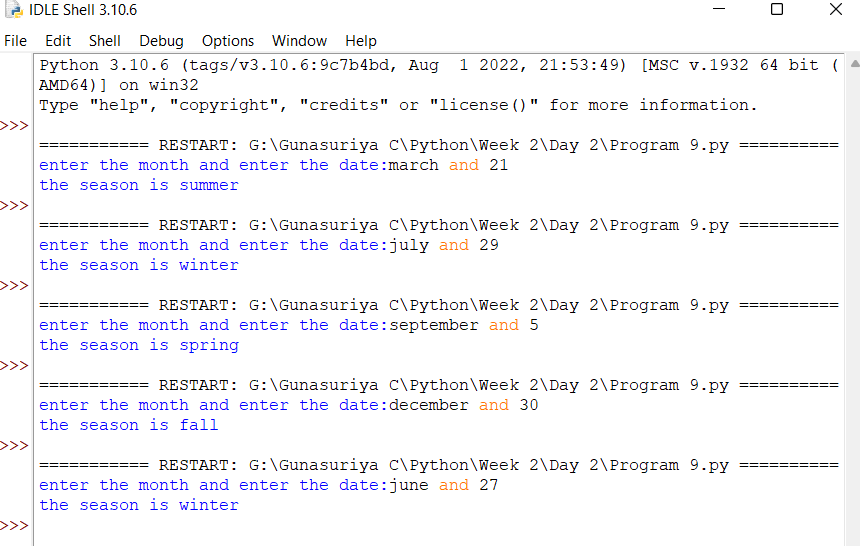 IDLE Shell 3.10.6
File Edit Shell Debug Options Window Help
Python 3.10.6 (tags/v3.10.6:9c7b4bd, Aug  1 2022, 21:53:49) [MSC v.1932 64 bit (
AMD64)] on win32
Type "help", "copyright", "credits" or "license()" for more information.
>>>
=========== RESTART: G:\Gunasuriya C\Python\Week 2\Day 2\Program 9.py ==========
enter the month and enter the date:march and 21
the season is summer
>>>
=========== RESTART: G:\Gunasuriya C\Python\Week 2\Day 2\Program 9.py ==========
enter the month and enter the date:july and 29
the season is winter
>>>
=========== RESTART: G:\Gunasuriya C\Python\Week 2\Day 2\Program 9.py ==========
enter the month and enter the date:september and 5
the season is spring
>>>
=========== RESTART: G:\Gunasuriya C\Python\Week 2\Day 2\Program 9.py ==========
enter the month and enter the date:december and 30
the season is fall
>>>
=========== RESTART: G:\Gunasuriya C\Python\Week 2\Day 2\Program 9.py ==========
enter the month and enter the date:june and 27
the season is winter
>>>